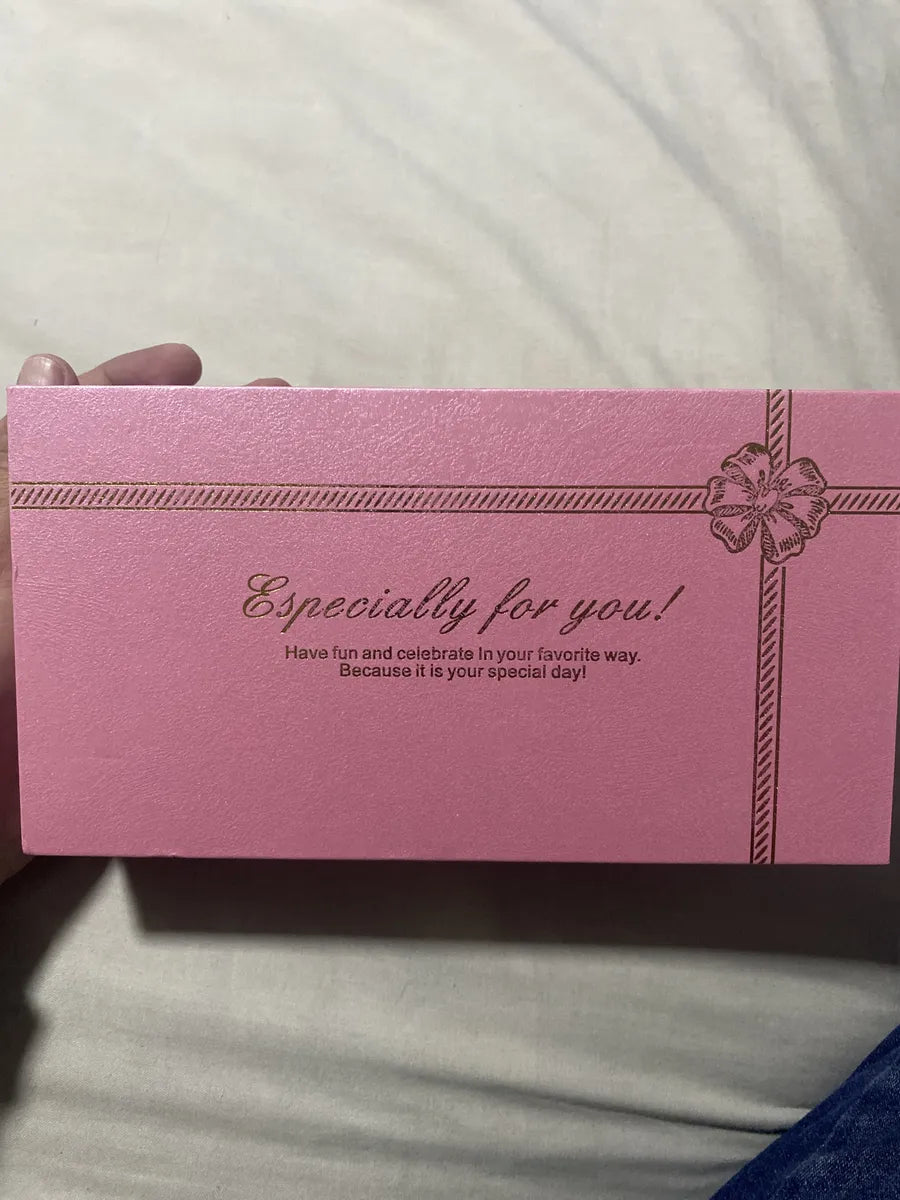 Especially for you!
Have fun and celebrate In your favorite way.
Because it is your special day!